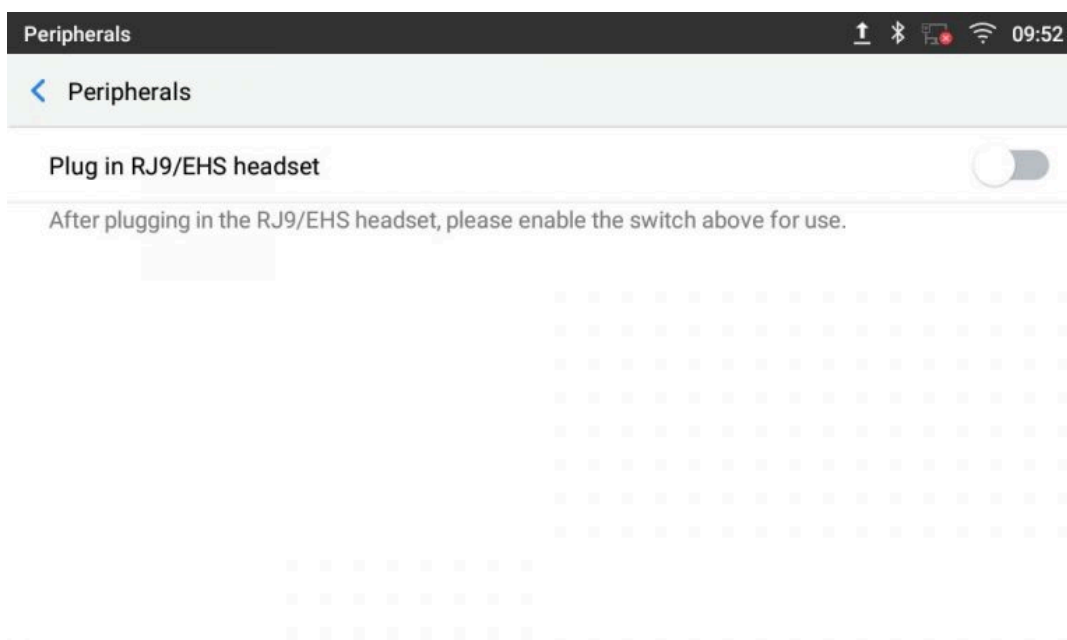 Peripherals 09:52
Peripherals
Plug in RJ9/EHS headset
After plugging in the RJ9/EHS headset, please enable the switch above for use.